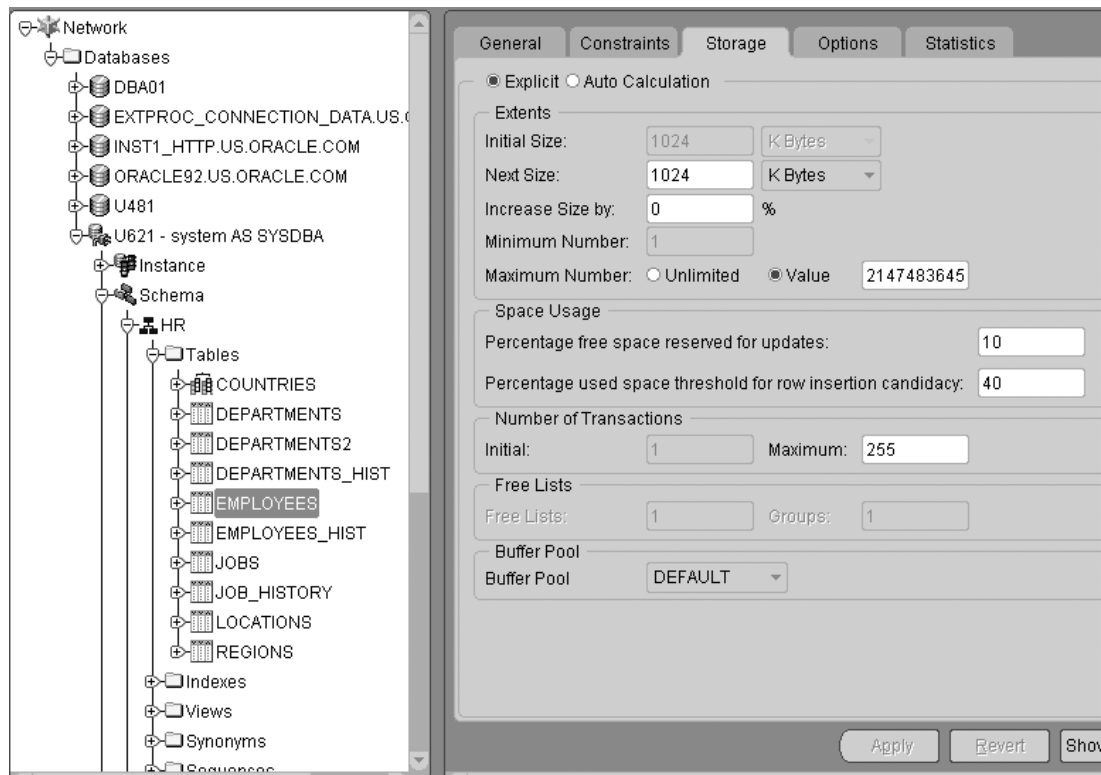 Network
Databases
DBA01
EXTPROC_CONNECTION_DATA.US.
INST1_HTTP.US.ORACLE.COM
ORACLE92.US.ORACLE.COM
U481
U621 - system AS SYSDBA
Instance
Schema
HR
Tables
COUNTRIES
DEPARTMENTS
DEPARTMENTS2
DEPARTMENTS_HIST
EMPLOYEES
EMPLOYEES_HIST
JOBS
JOB_HISTORY
LOCATIONS
REGIONS
Indexes
Views
Synonyms
Sequences
General Constraints Storage Options Statistics
Explicit Auto Calculation
Extents
Initial Size: 1024 K Bytes
Next Size: 1024 K Bytes
Increase Size by: 0 %
Minimum Number: 1
Maximum Number: Unlimited Value 2147483645
Space Usage
Percentage free space reserved for updates: 10
Percentage used space threshold for row insertion candidacy: 40
Number of Transactions
Initial: 1 Maximum: 255
Free Lists
Free Lists: 1 Groups: 1
Buffer Pool
Buffer Pool DEFAULT
Apply Revert Sho